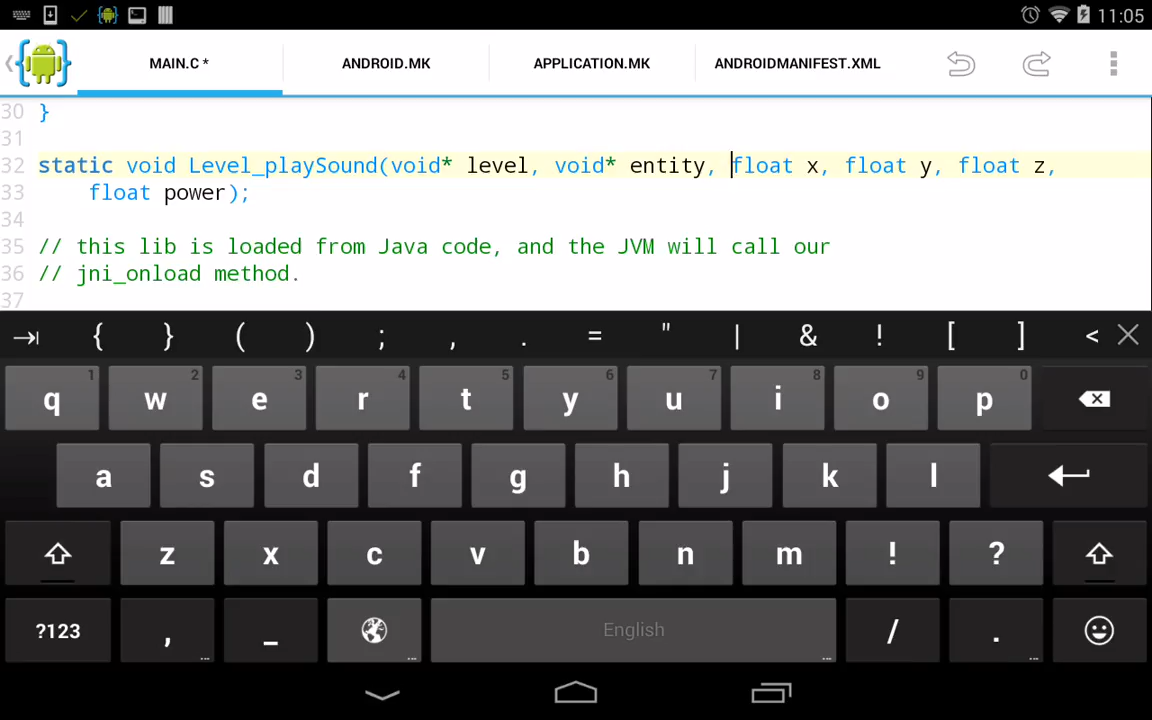 11:05
MAIN.C * ANDROID.MK APPLICATION.MK ANDROIDMANIFEST.XML
30 }
31
32 static void Level_playSound(void* level, void* entity, float x, float y, float z,
33 float power);
34
35 // this lib is loaded from Java code, and the JVM will call our
36 // jni_onload method.
37
{ } ( ) ; , . = " | & ! [ ] <
q 1 w 2 e 3 r 4 t 5 y 6 u 7 i 8 o 9 p 0
a s d f g h j k l
z x c v b n m ! ?
?123 , _ English / .